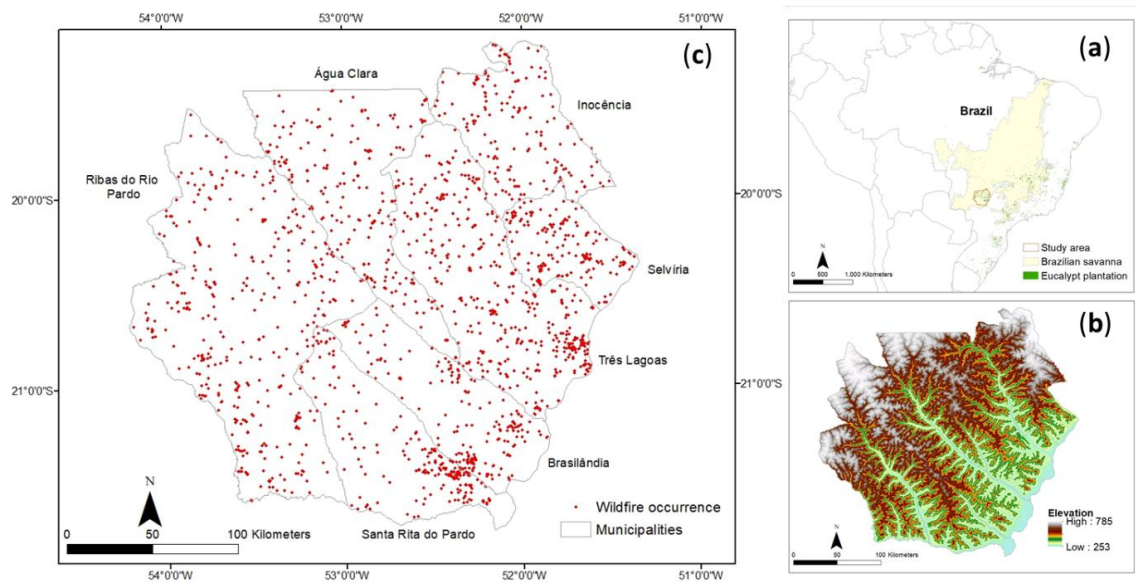 54°0'0"W 53°0'0"W 52°0'0"W 51°0'0"W
(c)
Água Clara
Inocência
Ribas do Rio
Pardo
20°0'0"S
Selvíria
Três Lagoas
21°0'0"S
Brasilândia
N
Wildfire occurrence
Municipalities
0 50 100 Kilometers
Santa Rita do Pardo
54°0'0"W 53°0'0"W 52°0'0"W 51°0'0"W
(a)
Brazil
20°0'0"S
N
Study area
Brazilian savanna
Eucalypt plantation
0 500 1.000 Kilometers
(b)
21°0'0"S
N
Elevation
High : 785
Low : 253
0 50 100 Kilometers